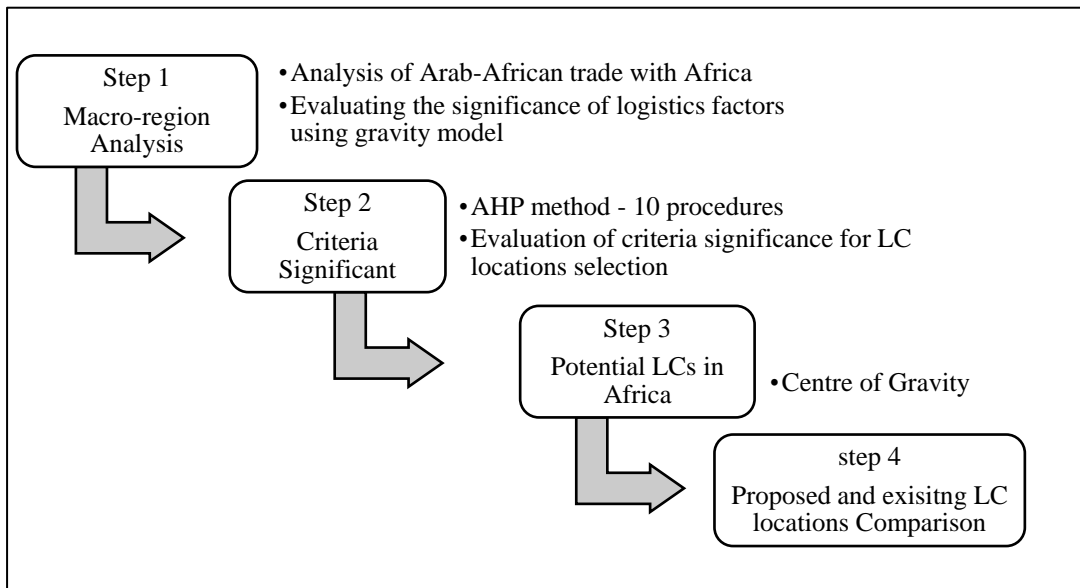 Step 1
Macro-region
Analysis
•Analysis of Arab-African trade with Africa
•Evaluating the significance of logistics factors
using gravity model
Step 2
Criteria
Significant
•AHP method - 10 procedures
•Evaluation of criteria significance for LC
locations selection
Step 3
Potential LCs in
Africa
•Centre of Gravity
step 4
Proposed and exisitng LC
locations Comparison